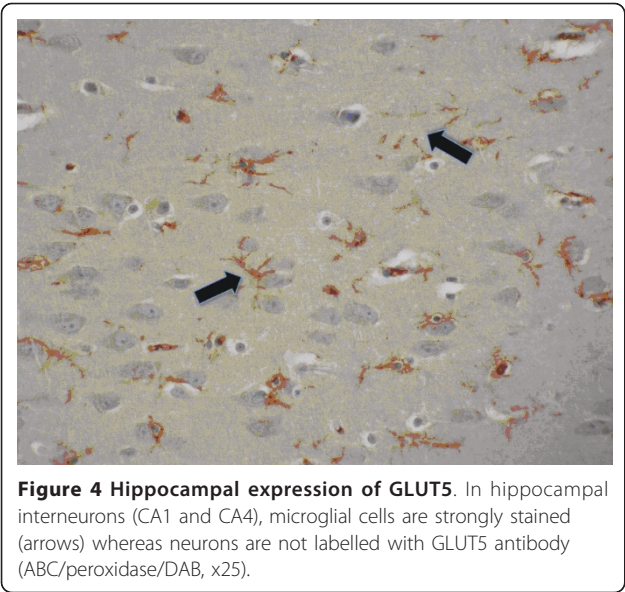 Figure 4 Hippocampal expression of GLUT5. In hippocampal
interneurons (CA1 and CA4), microglial cells are strongly stained
(arrows) whereas neurons are not labelled with GLUT5 antibody
(ABC/peroxidase/DAB, x25).